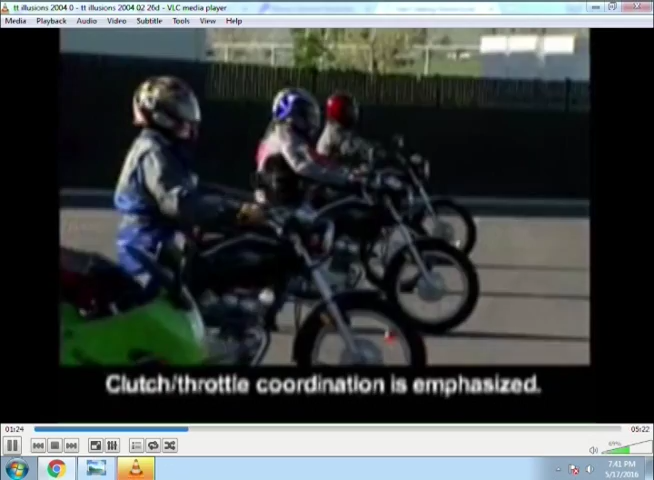 tt illusions 2004 0 - tt illusions 2004 02 26d - VLC media player
Media Playback Audio Video Subtitle Tools View Help
Clutch/throttle coordination is emphasized.
01:24
05:22
69%
7:41 PM
5/17/2016